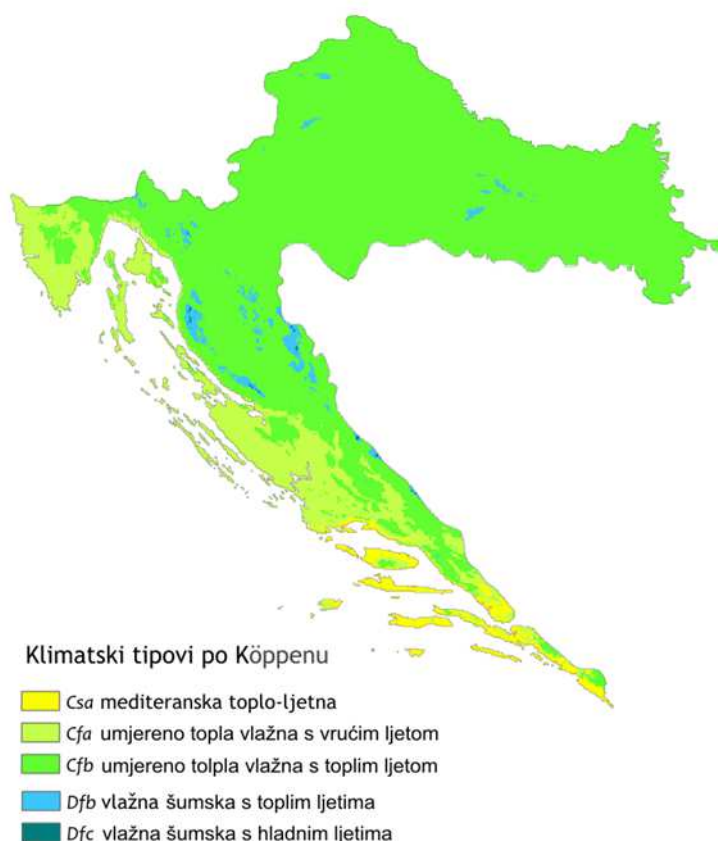 Klimatski tipovi po Köppenu
Csa mediteranska toplo-ljetna
Cfa umjereno topla vlažna s vrućim ljetom
Cfb umjereno tolpla vlažna s toplim ljetom
Dfb vlažna šumska s toplim ljetima
Dfc vlažna šumska s hladnim ljetima